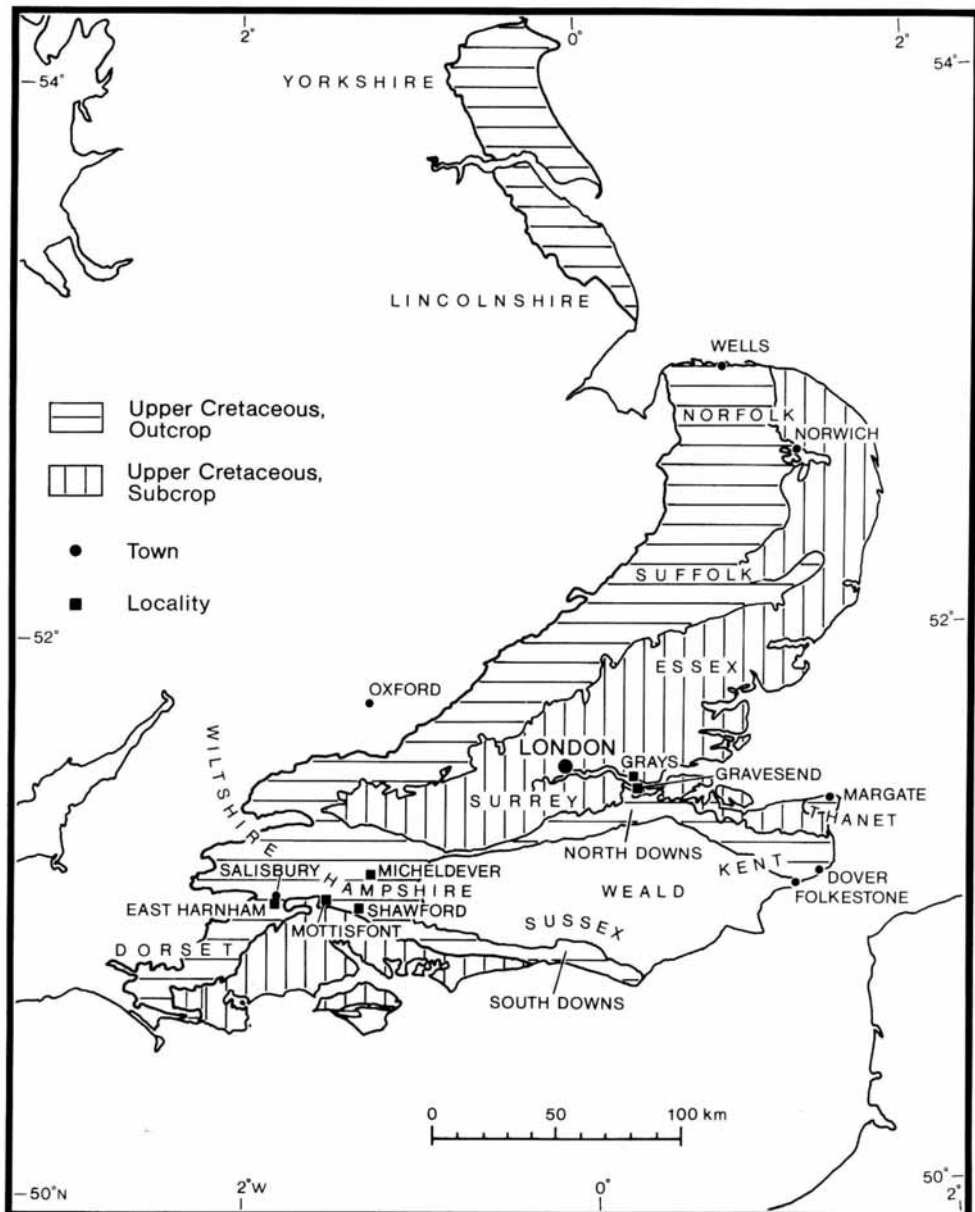 2°
0°
2°
54°
54°
YORKSHIRE
LINCOLNSHIRE
WELLS
Upper Cretaceous,
Outcrop
NORFOLK
NORWICH
Upper Cretaceous,
Subcrop
Town
SUFFOLK
Locality
52°
52°
ESSEX
OXFORD
WILTSHIRE
LONDON
GRAYS
GRAVESEND
SURREY
MARGATE
THANET
NORTH DOWNS
KENT
SALISBURY
MICHELDEVER
DOVER
HAMPSHIRE
WEALD
FOLKESTONE
EAST HARNHAM
SHAWFORD
MOTTISFONT
SUSSEX
DORSET
SOUTH DOWNS
0
50
100 km
50°N
2°W
0°
50°
2°